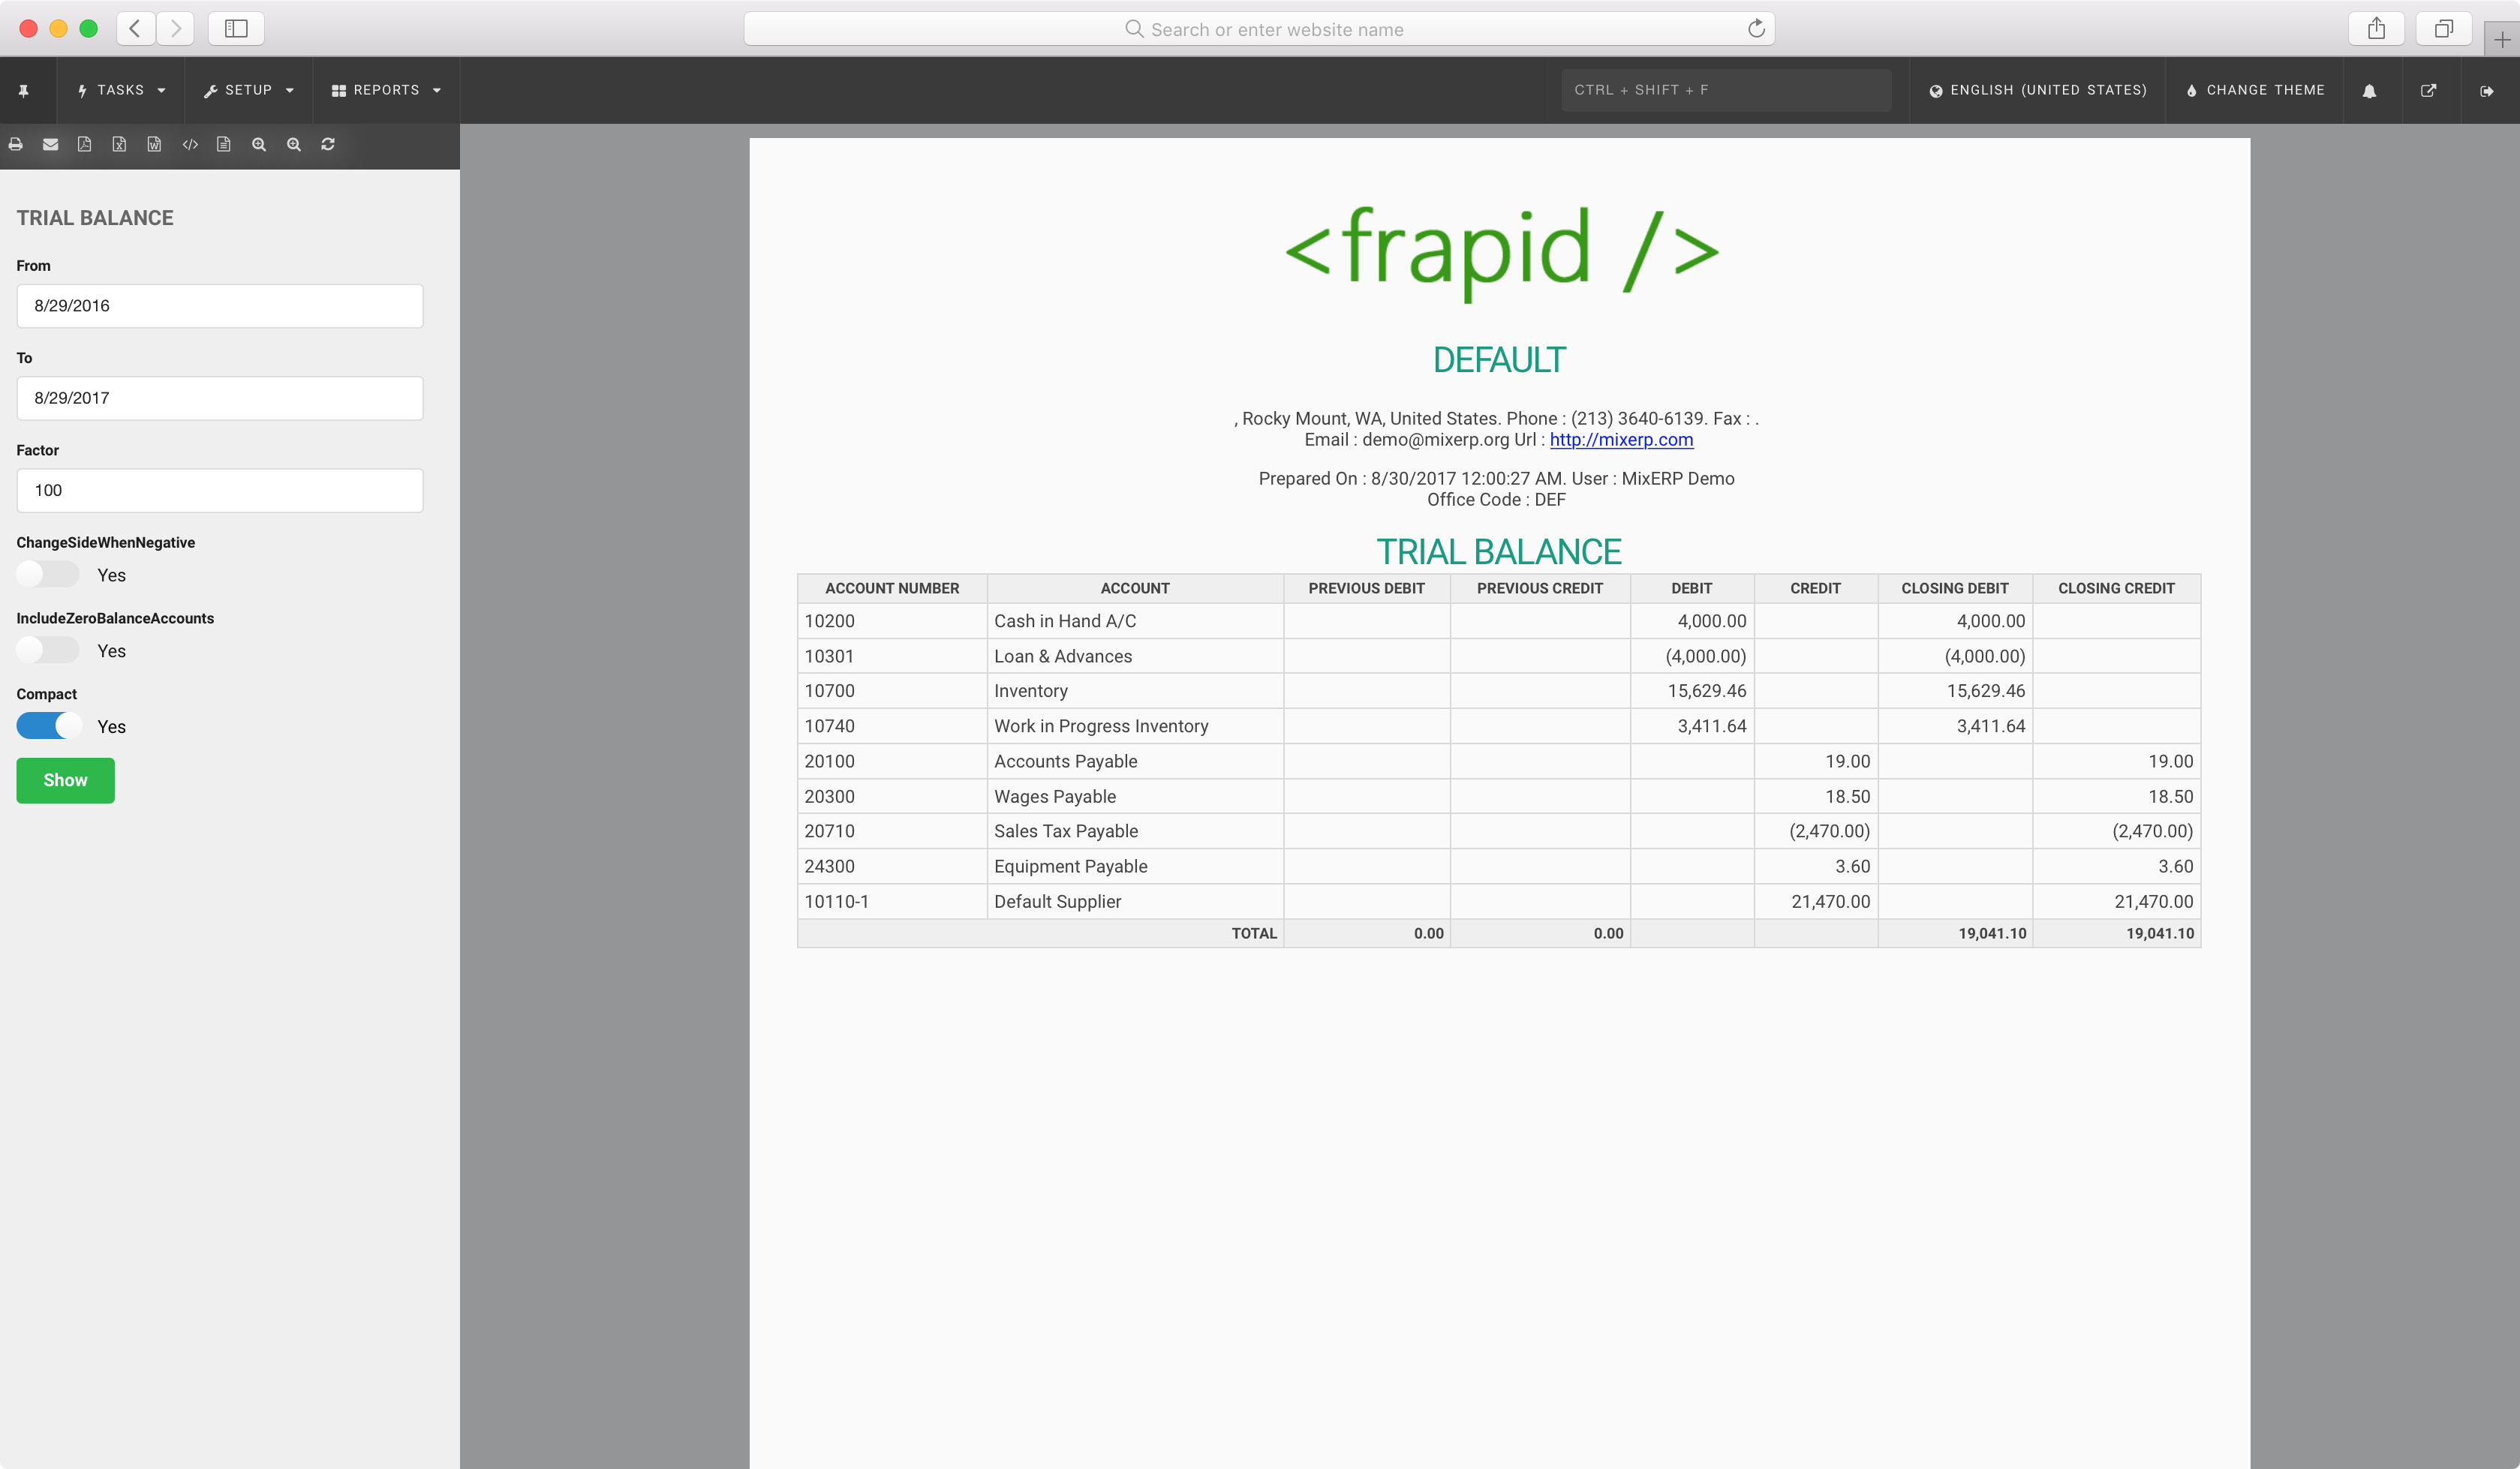 Search or enter website name
TASKS SETUP REPORTS CTRL + SHIFT + F ENGLISH (UNITED STATES) CHANGE THEME
TRIAL BALANCE
From
8/29/2016
To
8/29/2017
Factor
100
ChangeSideWhenNegative
Yes
IncludeZeroBalanceAccounts
Yes
Compact
Yes
Show
<frapid />
DEFAULT
, Rocky Mount, WA, United States. Phone : (213) 3640-6139. Fax : .
Email : demo@mixerp.org Url : http://mixerp.com
Prepared On : 8/30/2017 12:00:27 AM. User : MixERP Demo
Office Code : DEF
TRIAL BALANCE
ACCOUNT NUMBER ACCOUNT PREVIOUS DEBIT PREVIOUS CREDIT DEBIT CREDIT CLOSING DEBIT CLOSING CREDIT
10200 Cash in Hand A/C 4,000.00 4,000.00
10301 Loan & Advances (4,000.00) (4,000.00)
10700 Inventory 15,629.46 15,629.46
10740 Work in Progress Inventory 3,411.64 3,411.64
20100 Accounts Payable 19.00 19.00
20300 Wages Payable 18.50 18.50
20710 Sales Tax Payable (2,470.00) (2,470.00)
24300 Equipment Payable 3.60 3.60
10110-1 Default Supplier 21,470.00 21,470.00
TOTAL 0.00 0.00 19,041.10 19,041.10